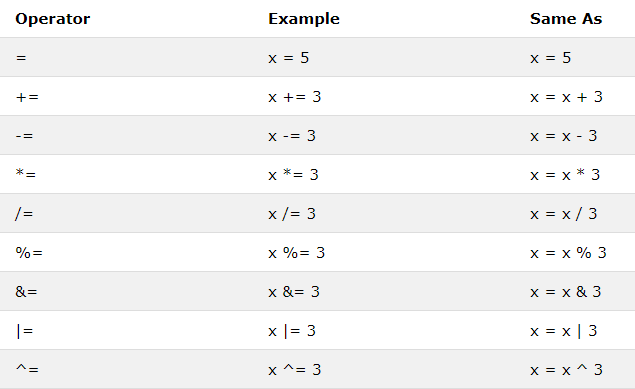 Operator Example Same As
= x = 5 x = 5
+= x += 3 x = x + 3
-= x -= 3 x = x - 3
*= x *= 3 x = x * 3
/= x /= 3 x = x / 3
%= x %= 3 x = x % 3
&= x &= 3 x = x & 3
|= x |= 3 x = x | 3
^= x ^= 3 x = x ^ 3